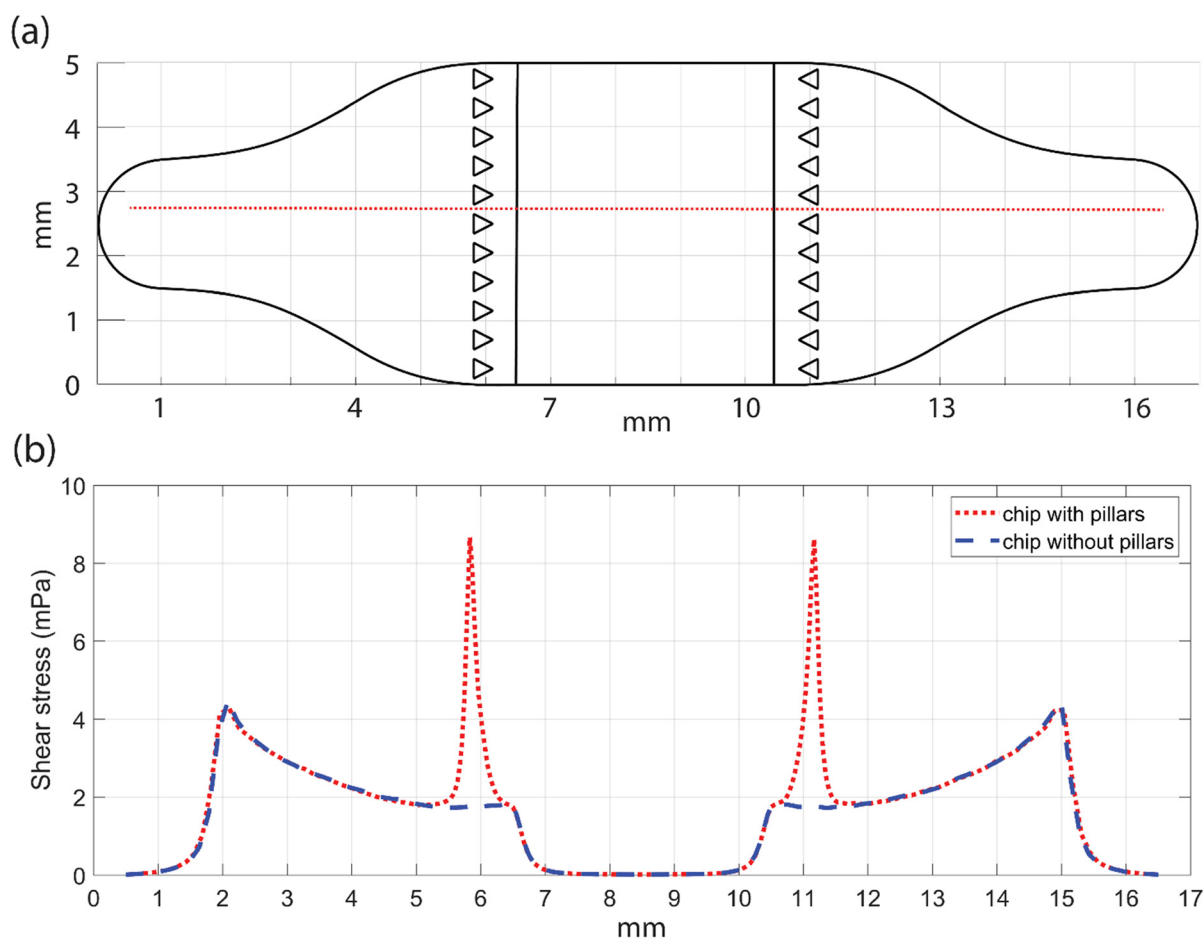 (a)
5
4
3
2
1
0
mm
1 4 7 10 13 16
mm
(b)
10
8
6
4
2
0
Shear stress (mPa)
chip with pillars
chip without pillars
0 1 2 3 4 5 6 7 8 9 10 11 12 13 14 15 16 17
mm